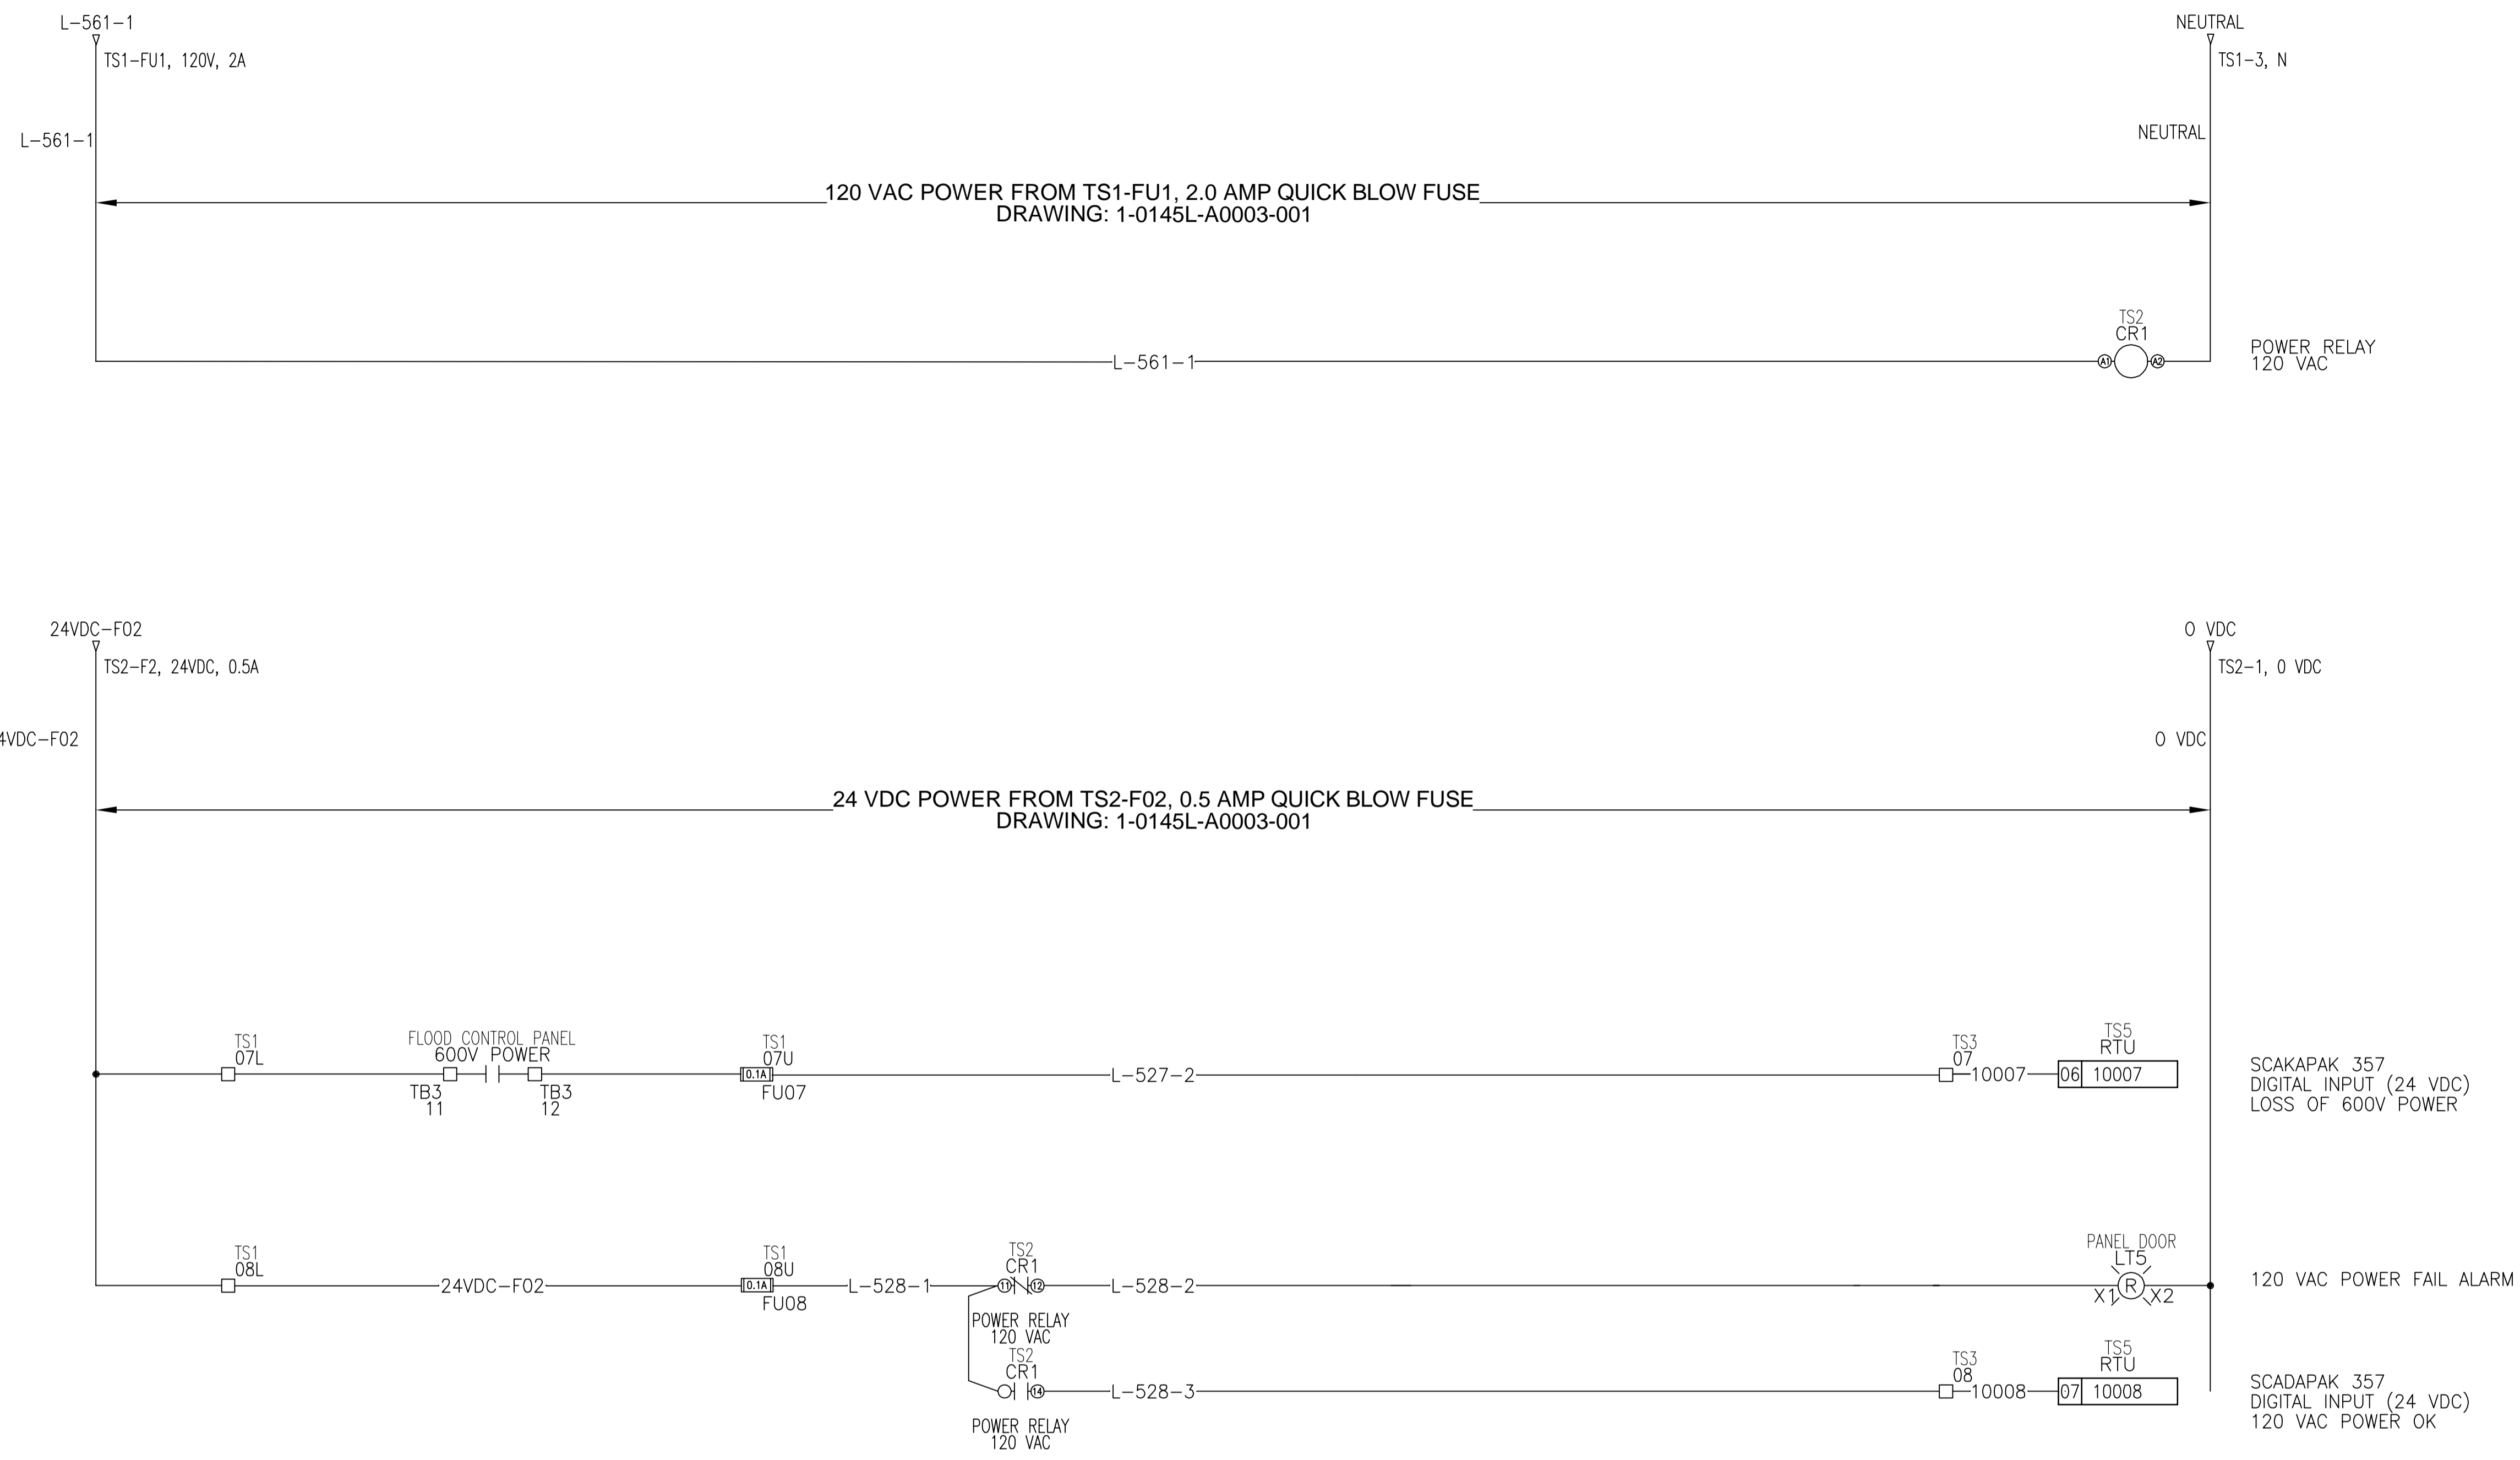 L-561-1
NEUTRAL
TS1-FU1, 120V, 2A
TS1-3, N
L-561-1
NEUTRAL
120 VAC POWER FROM TS1-FU1, 2.0 AMP QUICK BLOW FUSE
DRAWING: 1-0145L-A0003-001
TS2
CR1
L-561-1
A1
A2
POWER RELAY
120 VAC
24VDC-F02
0 VDC
TS2-F2, 24VDC, 0.5A
TS2-1, 0 VDC
4VDC-F02
0 VDC
24 VDC POWER FROM TS2-F02, 0.5 AMP QUICK BLOW FUSE
DRAWING: 1-0145L-A0003-001
TS1
07L
FLOOD CONTROL PANEL
600V POWER
TB3
11
TB3
12
TS1
07U
0.1A
FU07
L-527-2
TS3
07
10007
TS5
RTU
06 10007
SCAKAPAK 357
DIGITAL INPUT (24 VDC)
LOSS OF 600V POWER
TS1
08L
24VDC-F02
TS1
08U
0.1A
FU08
L-528-1
TS2
CR1
11
12
POWER RELAY
120 VAC
L-528-2
PANEL DOOR
LT5
R
X1
X2
120 VAC POWER FAIL ALARM
TS2
CR1
14
POWER RELAY
120 VAC
L-528-3
TS3
08
10008
TS5
RTU
07 10008
SCADAPAK 357
DIGITAL INPUT (24 VDC)
120 VAC POWER OK